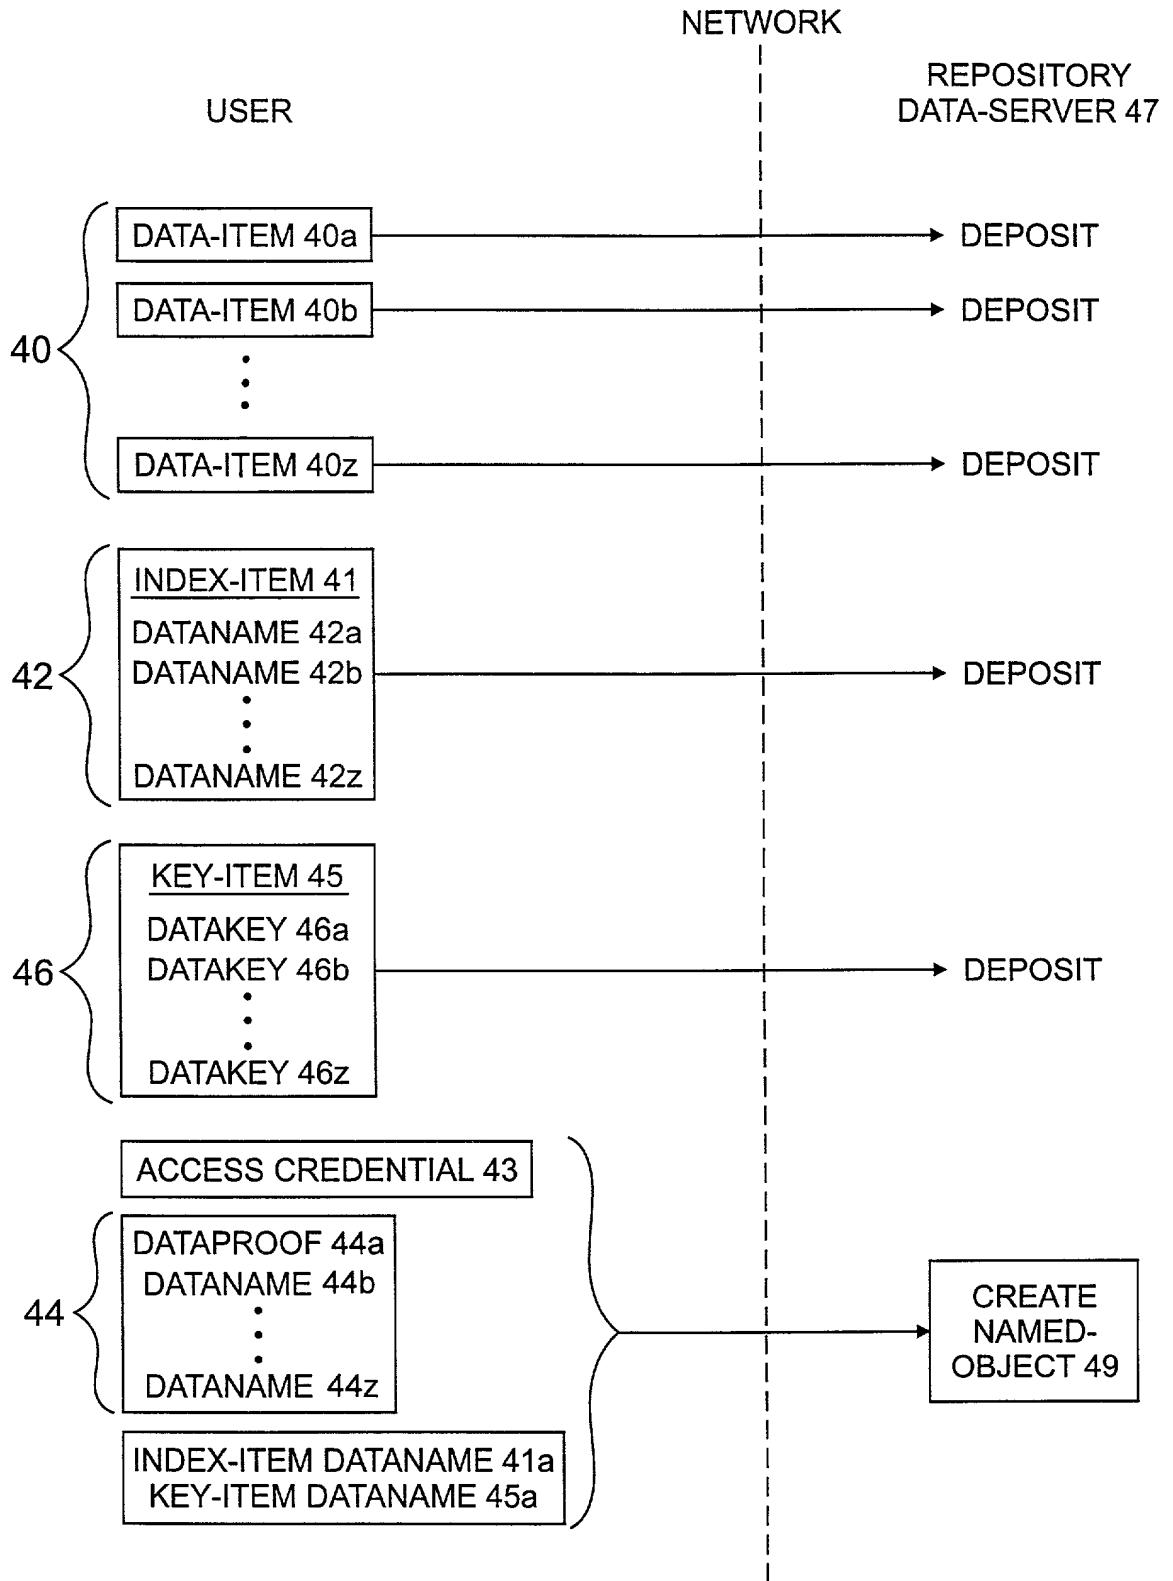 NETWORK
REPOSITORY
DATA-SERVER 47
USER
DATA-ITEM 40a
DEPOSIT
DATA-ITEM 40b
DEPOSIT
40
DATA-ITEM 40z
DEPOSIT
INDEX-ITEM 41
DATANAME 42a
DATANAME 42b
42
DEPOSIT
DATANAME 42z
KEY-ITEM 45
DATAKEY 46a
DATAKEY 46b
46
DEPOSIT
DATAKEY 46z
ACCESS CREDENTIAL 43
DATAPROOF 44a
DATANAME 44b
44
DATANAME 44z
CREATE
NAMED-
OBJECT 49
INDEX-ITEM DATANAME 41a
KEY-ITEM DATANAME 45a